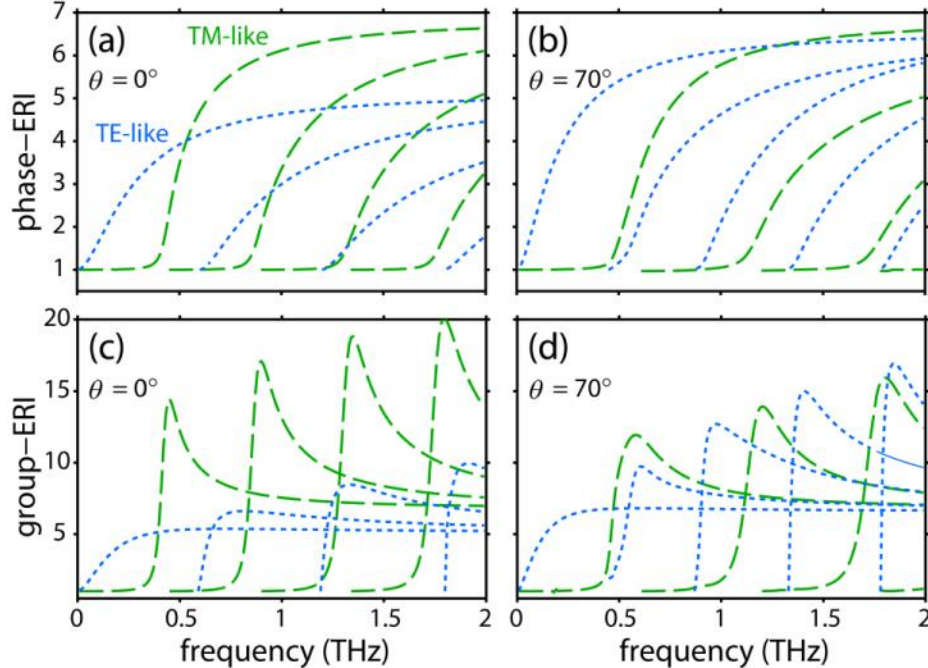 7
6
5
4
3
2
1
phase–ERI
(a)
θ = 0°
TM-like
TE-like
(b)
θ = 70°
20
15
10
5
group–ERI
(c)
θ = 0°
(d)
θ = 70°
0 0.5 1 1.5 2
0 0.5 1 1.5 2
frequency (THz)
frequency (THz)